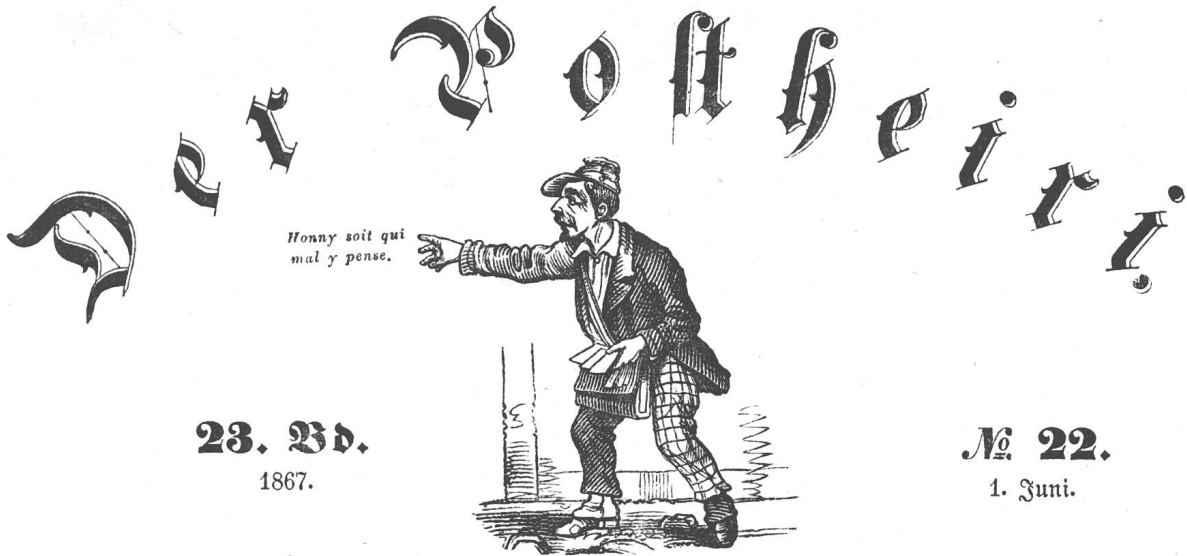 Der Postheiri.
Honny soit qui
mal y pense.
23. Bd.
1867.
No. 22.
1. Juni.